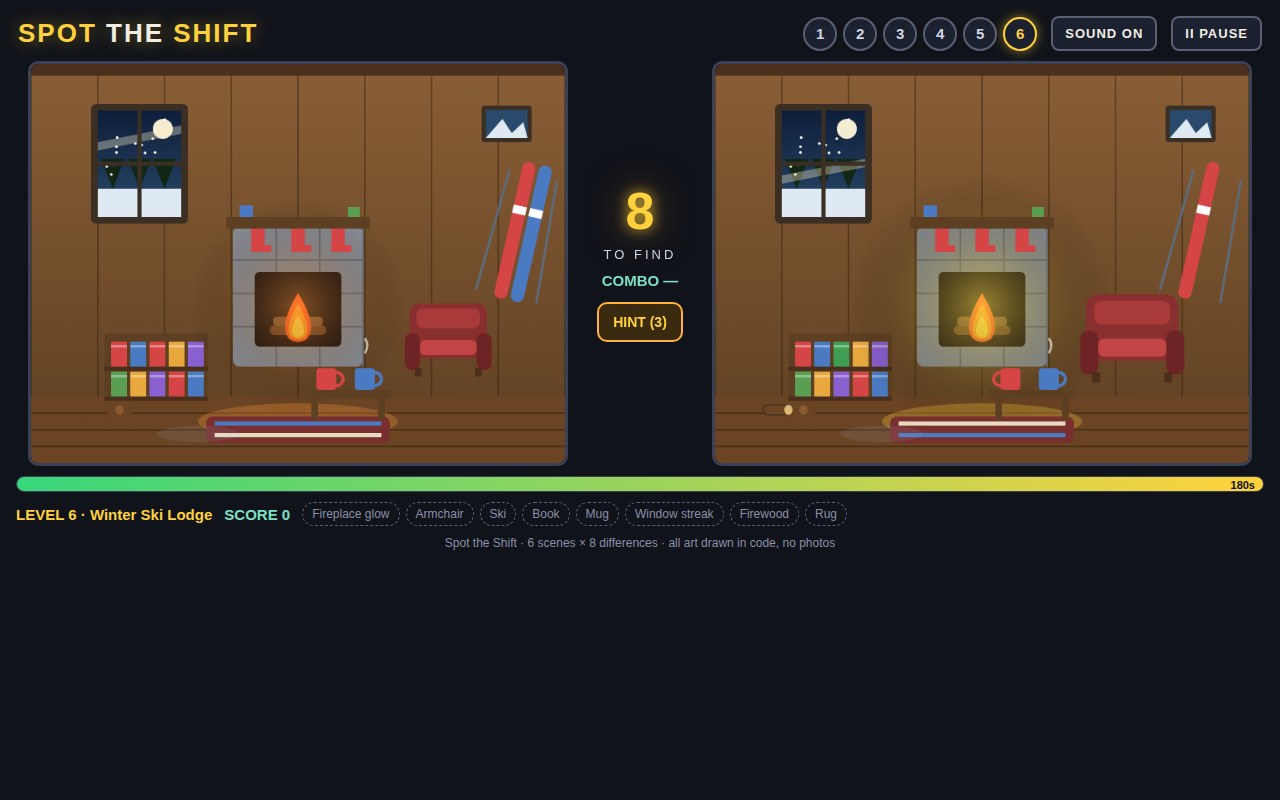 SPOT THE SHIFT
1 2 3 4 5 6 SOUND ON II PAUSE
8
TO FIND
COMBO —
HINT (3)
180s
LEVEL 6 · Winter Ski Lodge SCORE 0 Fireplace glow Armchair Ski Book Mug Window streak Firewood Rug
Spot the Shift · 6 scenes × 8 differences · all art drawn in code, no photos